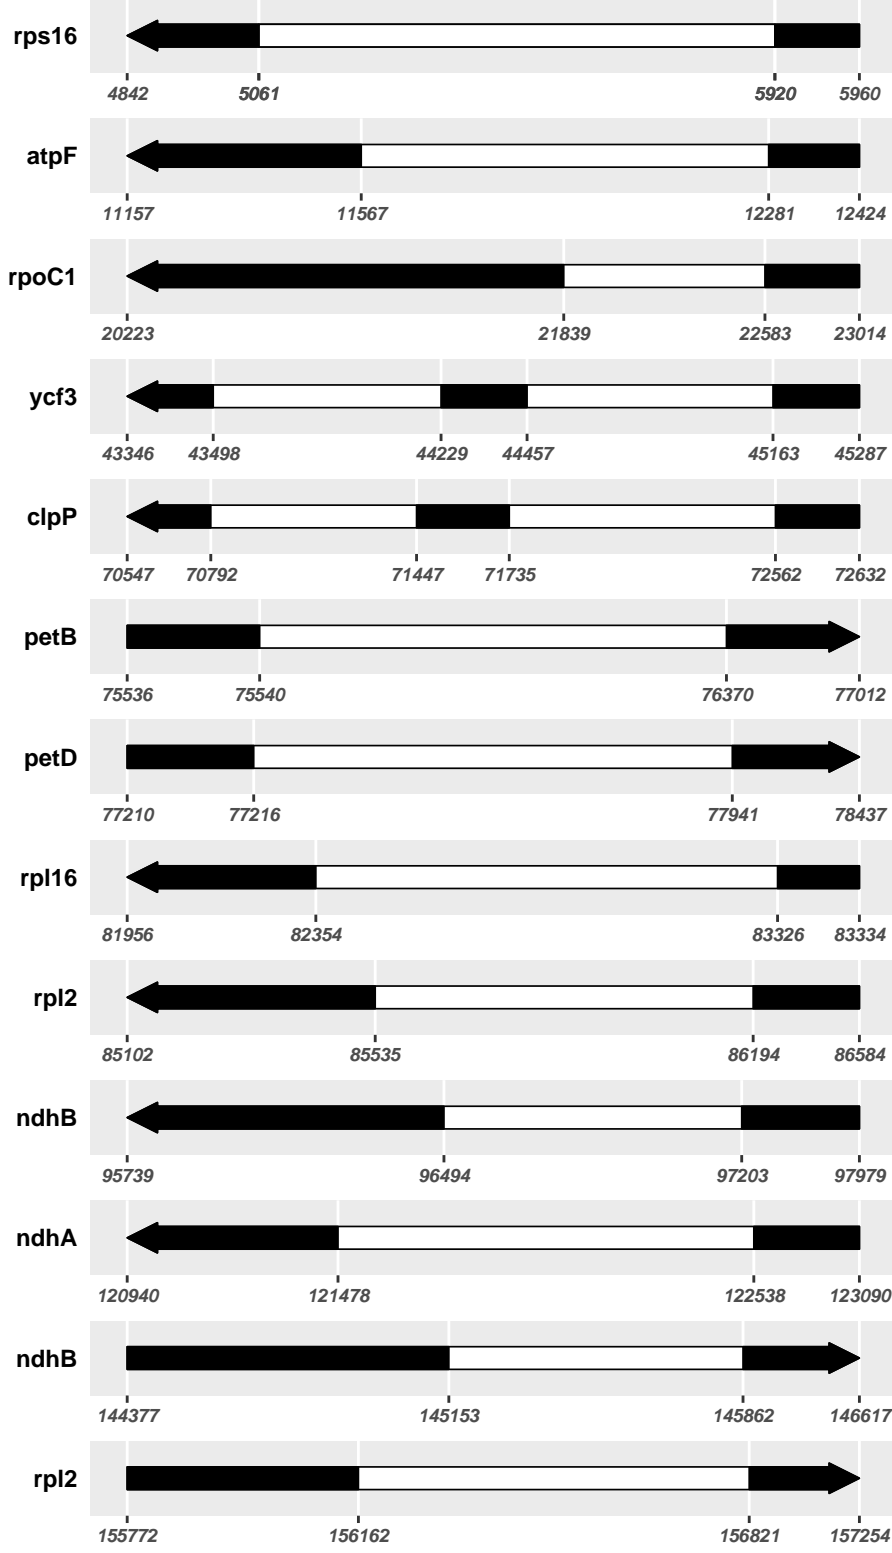 rps16
4842 5061 5920 5960
atpF
11157 11567 12281 12424
rpoC1
20223 21839 22583 23014
ycf3
43346 43498 44229 44457 45163 45287
clpP
70547 70792 71447 71735 72562 72632
petB
75536 75540 76370 77012
petD
77210 77216 77941 78437
rpl16
81956 82354 83326 83334
rpl2
85102 85535 86194 86584
ndhB
95739 96494 97203 97979
ndhA
120940 121478 122538 123090
ndhB
144377 145153 145862 146617
rpl2
155772 156162 156821 157254